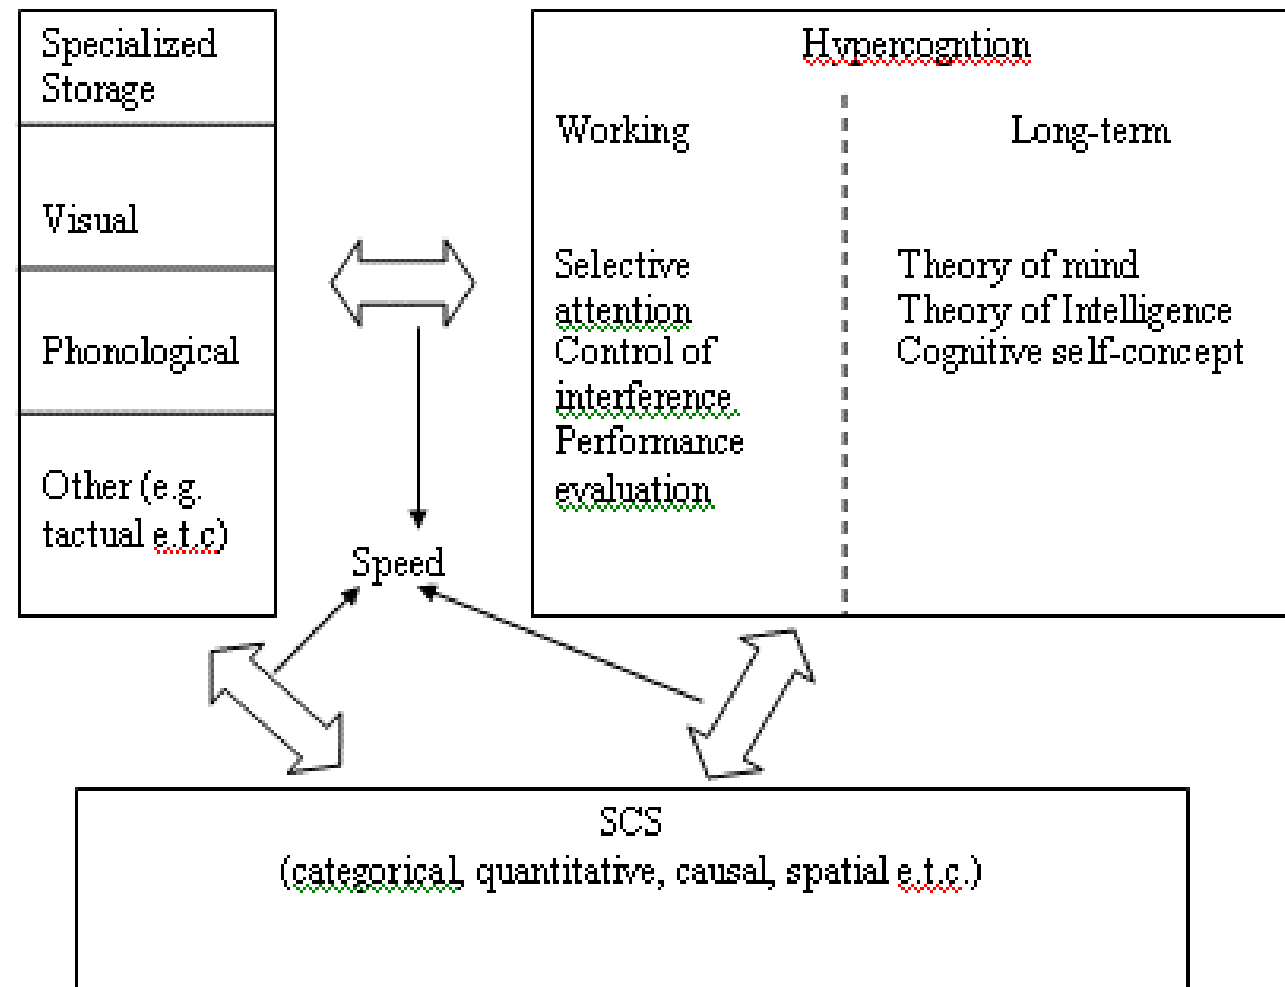 Specialized
Storage
Visual
Phonological
Other (e.g.
tactual e.t.c)
Hypercogntion
Working
Long-term
Selective
attention
Control of
interference
Performance
evaluation
Theory of mind
Theory of Intelligence
Cognitive self-concept
Speed
SCS
(categorical, quantitative, causal, spatial e.t.c.)